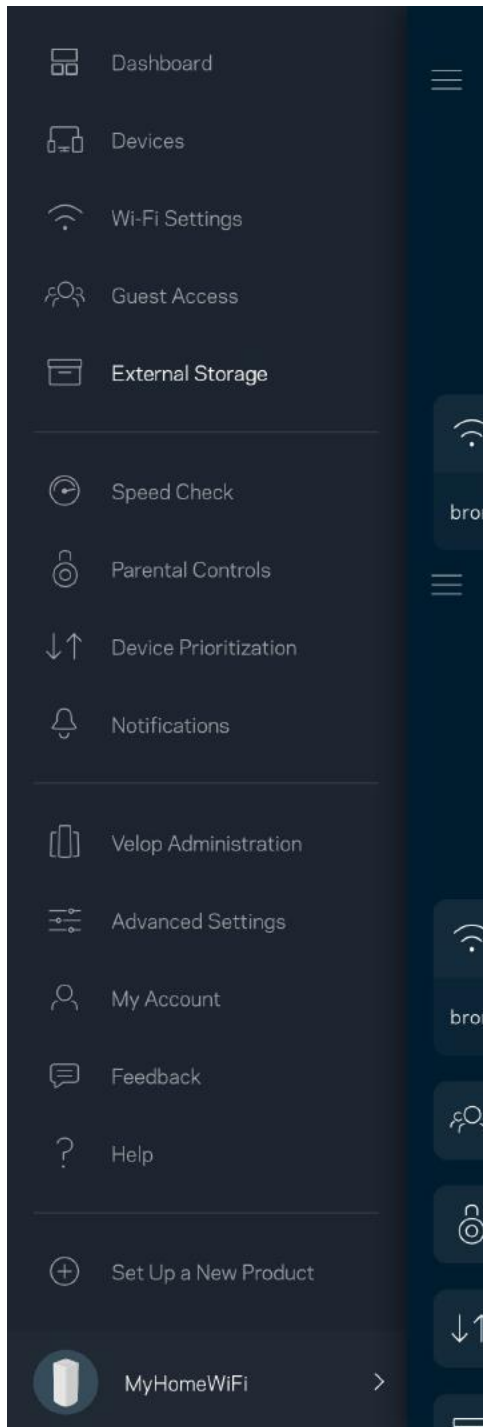 Dashboard
Devices
Wi-Fi Settings
Guest Access
External Storage
Speed Check
bro
Parental Controls
Device Prioritization
Notifications
Velop Administration
Advanced Settings
My Account
bro
Feedback
Help
Set Up a New Product
MyHomeWiFi